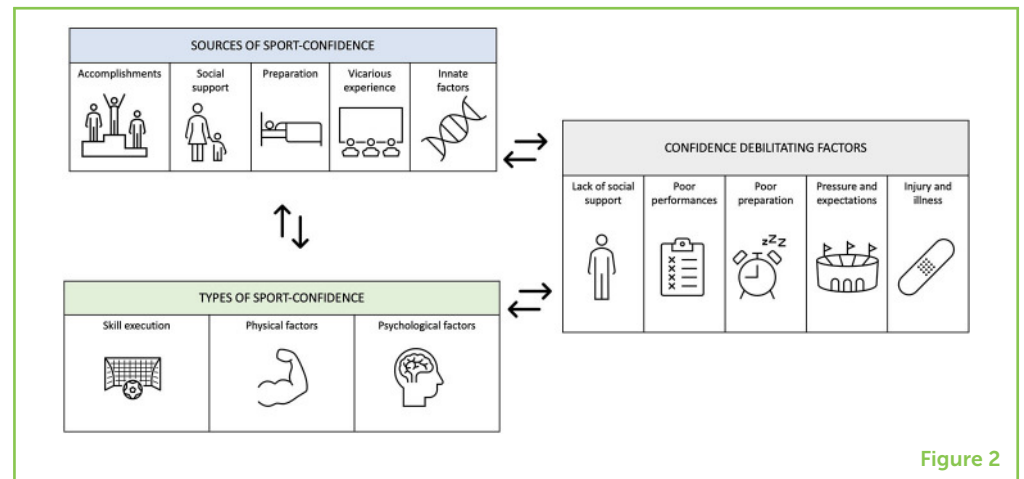 SOURCES OF SPORT-CONFIDENCE
Accomplishments
Social
support
Preparation
Vicarious
experience
Innate
factors
CONFIDENCE DEBILITATING FACTORS
Lack of social
support
Poor
performances
Poor
preparation
Pressure and
expectations
Injury and
illness
zZZ
TYPES OF SPORT-CONFIDENCE
Skill execution
Physical factors
Psychological factors
Figure 2